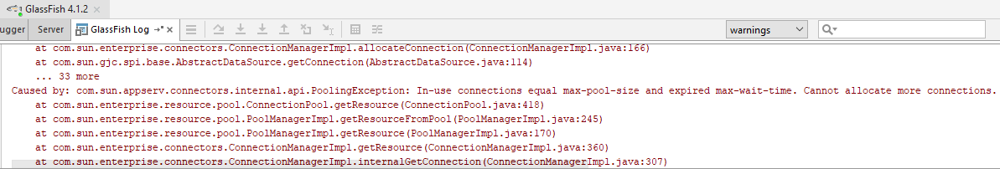 GlassFish 4.1.2 ×
ugger Server GlassFish Log →* ×
warnings Q
at com.sun.enterprise.connectors.ConnectionManagerImpl.allocateConnection(ConnectionManagerImpl.java:166)
at com.sun.gjc.spi.base.AbstractDataSource.getConnection(AbstractDataSource.java:114)
... 33 more
Caused by: com.sun.appserv.connectors.internal.api.PoolingException: In-use connections equal max-pool-size and expired max-wait-time. Cannot allocate more connections.
at com.sun.enterprise.resource.pool.ConnectionPool.getResource(ConnectionPool.java:418)
at com.sun.enterprise.resource.pool.PoolManagerImpl.getResourceFromPool(PoolManagerImpl.java:245)
at com.sun.enterprise.resource.pool.PoolManagerImpl.getResource(PoolManagerImpl.java:170)
at com.sun.enterprise.connectors.ConnectionManagerImpl.getResource(ConnectionManagerImpl.java:360)
at com.sun.enterprise.connectors.ConnectionManagerImpl.internalGetConnection(ConnectionManagerImpl.java:307)